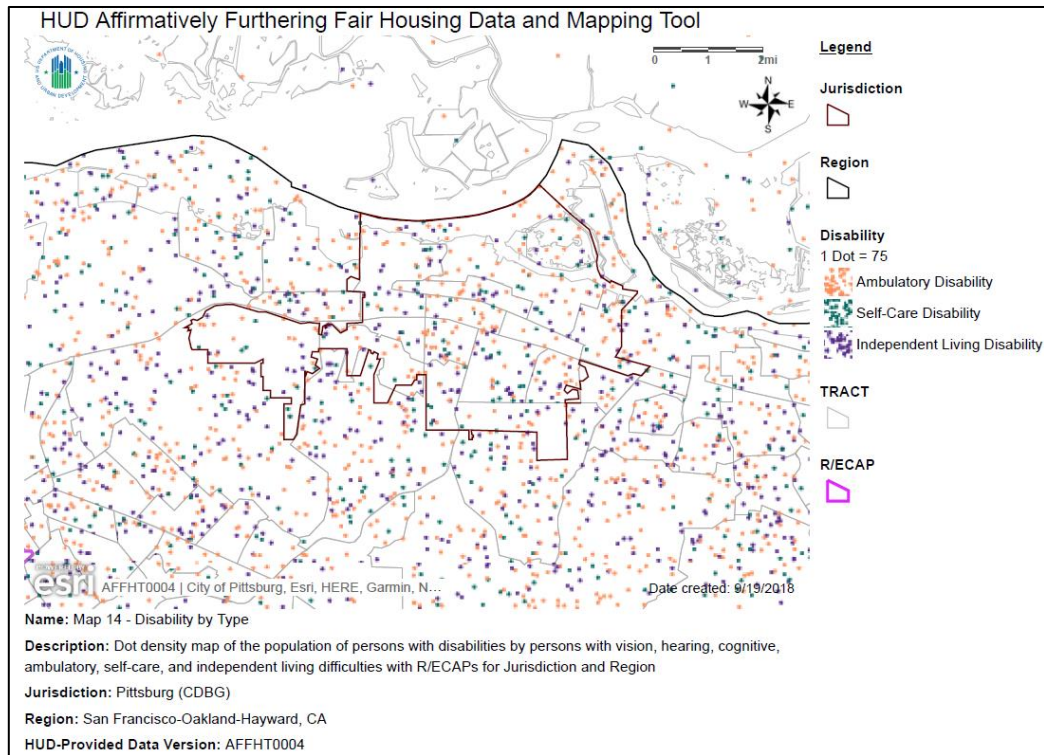 HUD Affirmatively Furthering Fair Housing Data and Mapping Tool
0 1 2mi
N
W E
S
Legend
Jurisdiction
Region
Disability
1 Dot = 75
Ambulatory Disability
Self-Care Disability
Independent Living Disability
TRACT
R/ECAP
esri
AFFHT0004 | City of Pittsburg, Esri, HERE, Garmin, N...
Date created: 9/19/2018
Name: Map 14 - Disability by Type
Description: Dot density map of the population of persons with disabilities by persons with vision, hearing, cognitive,
ambulatory, self-care, and independent living difficulties with R/ECAPs for Jurisdiction and Region
Jurisdiction: Pittsburg (CDBG)
Region: San Francisco-Oakland-Hayward, CA
HUD-Provided Data Version: AFFHT0004